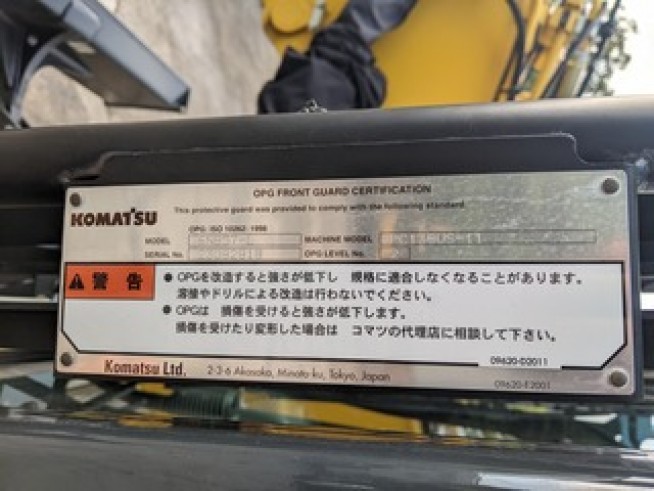 OPG FRONT GUARD CERTIFICATION
KOMATSU
This protective guard was provided to comply with the following standard.
OPG: ISO 10262: 1998
MODEL MACHINE MODEL
SERIAL No. OPG LEVEL No.
警告
● OPGを改造すると強さが低下し 規格に適合しなくなることがあります。
溶接やドリルによる改造は行わないでください。
● OPGは 損傷を受けると強さが低下します。
損傷を受けたり変形した場合は コマツの代理店に相談して下さい。
09620-D2011
Komatsu Ltd. 2-3-6 Akasaka, Minato-ku, Tokyo, Japan
09620-F2001